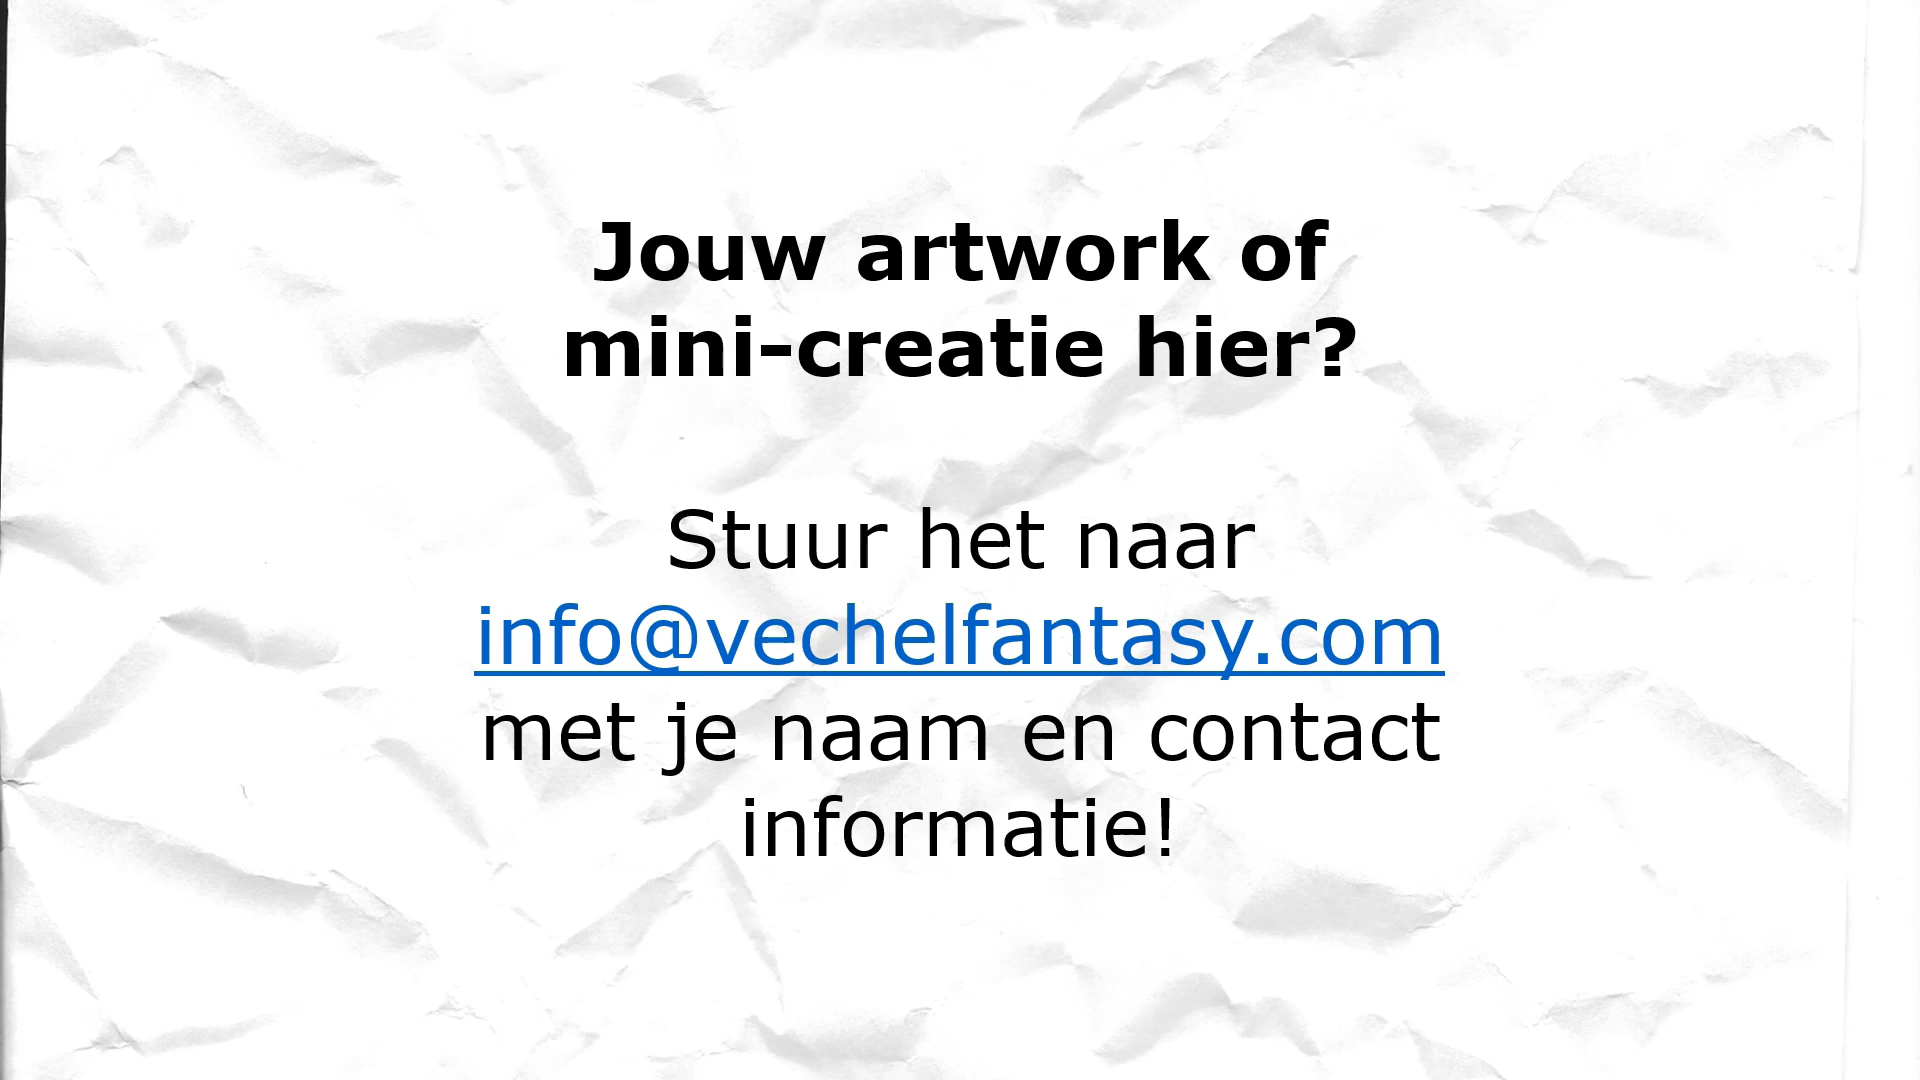 Jouw artwork of
mini-creatie hier?
Stuur het naar
info@vechelfantasy.com
met je naam en contact
informatie!